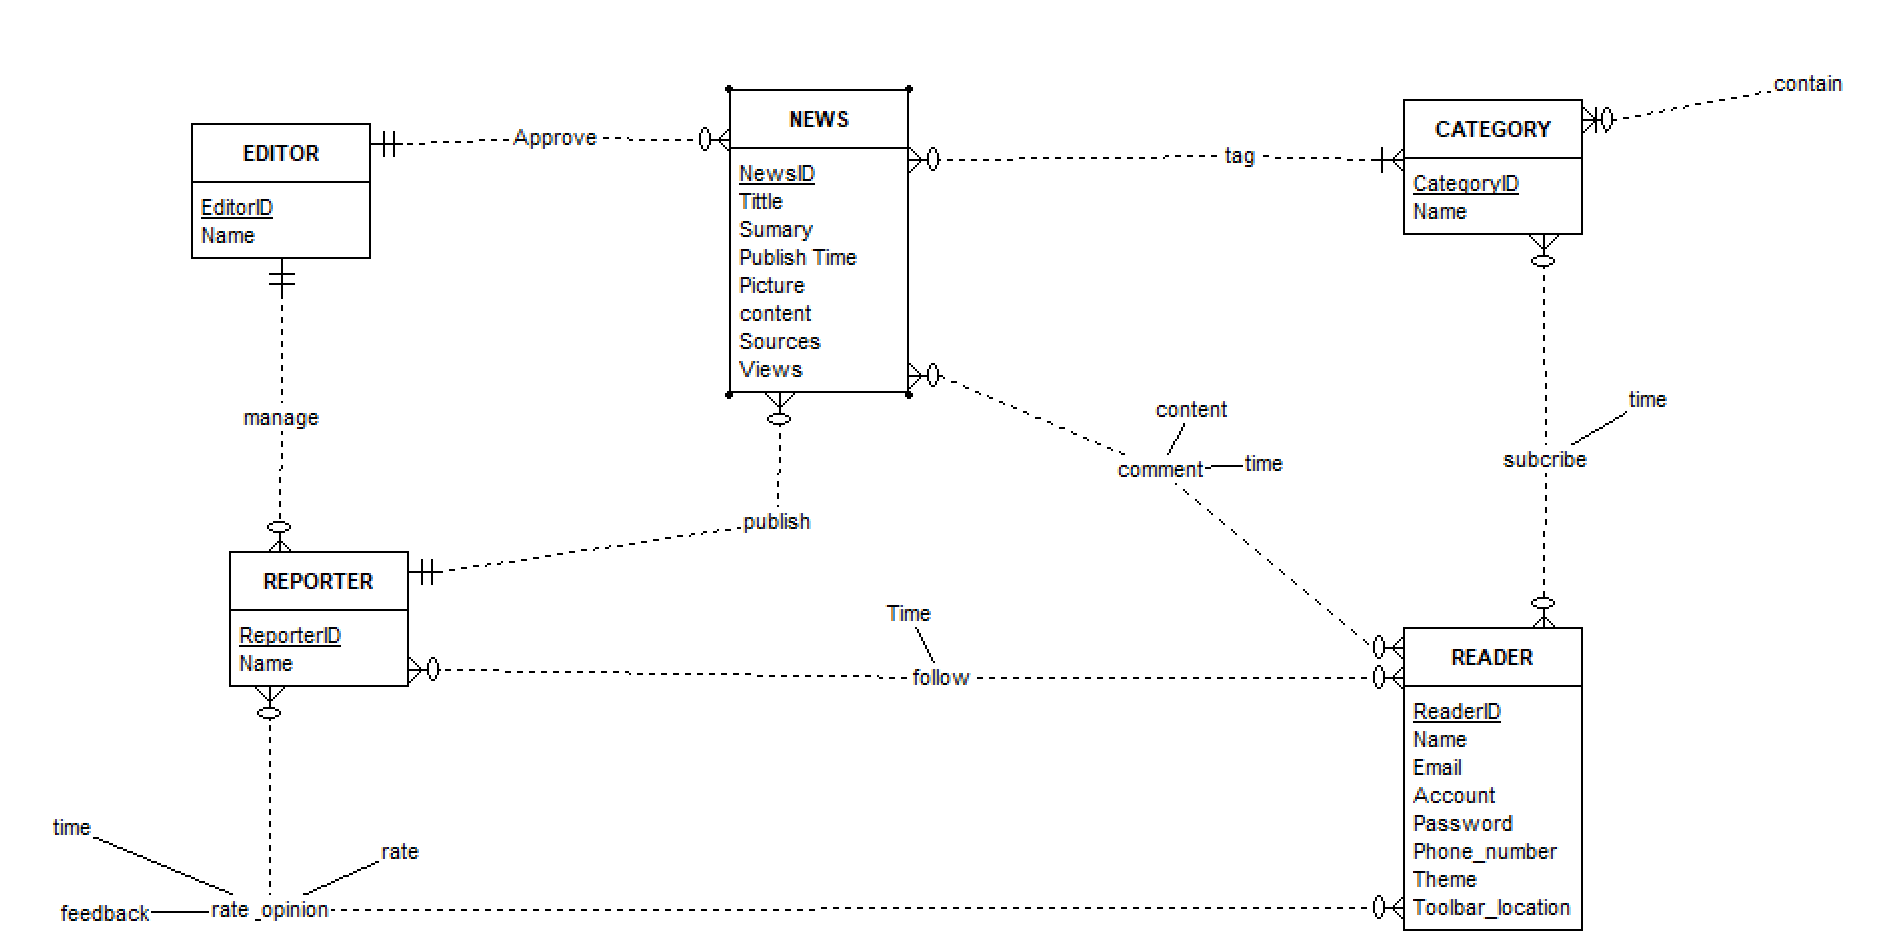 contain
NEWS
CATEGORY
Approve
EDITOR
tag
NewsID
CategoryID
Tittle
Name
EditorID
Sumary
Name
Publish Time
Picture
content
Sources
Views
time
content
manage
subcribe
comment
time
publish
REPORTER
Time
ReporterID
READER
Name
follow
ReaderID
Name
Email
Account
Password
time
rate
Phone_number
Theme
feedback
rate _opinion
Toolbar_location